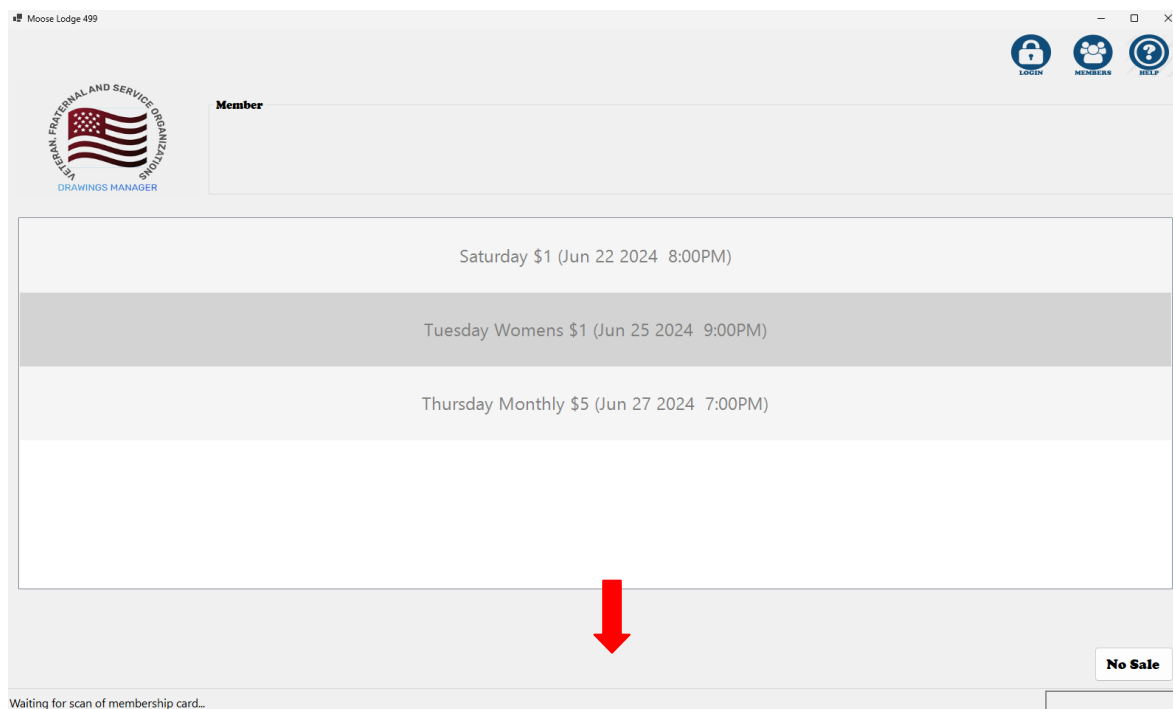 Moose Lodge 499
LOGIN
MEMBERS
HELP
VETERAN, FRATERNAL AND SERVICE ORGANIZATIONS
DRAWINGS MANAGER
Member
Saturday $1 (Jun 22 2024  8:00PM)
Tuesday Womens $1 (Jun 25 2024  9:00PM)
Thursday Monthly $5 (Jun 27 2024  7:00PM)
No Sale
Waiting for scan of membership card...